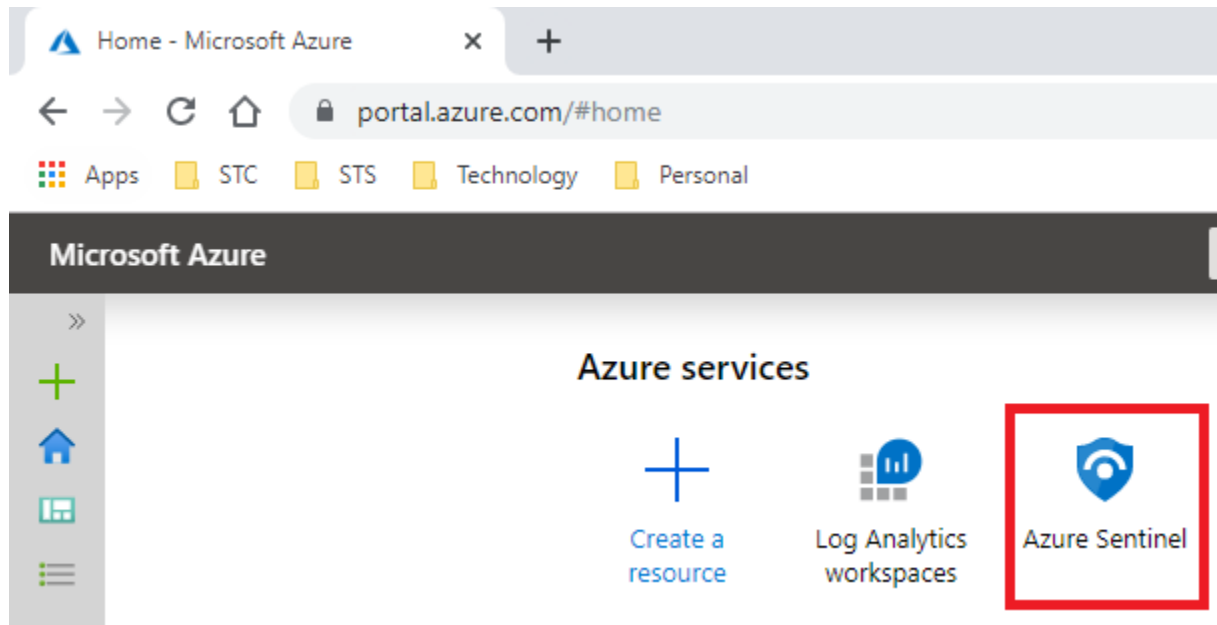 Home - Microsoft Azure
portal.azure.com/#home
Apps STC STS Technology Personal
Microsoft Azure
Azure services
Create a
resource
Log Analytics
workspaces
Azure Sentinel